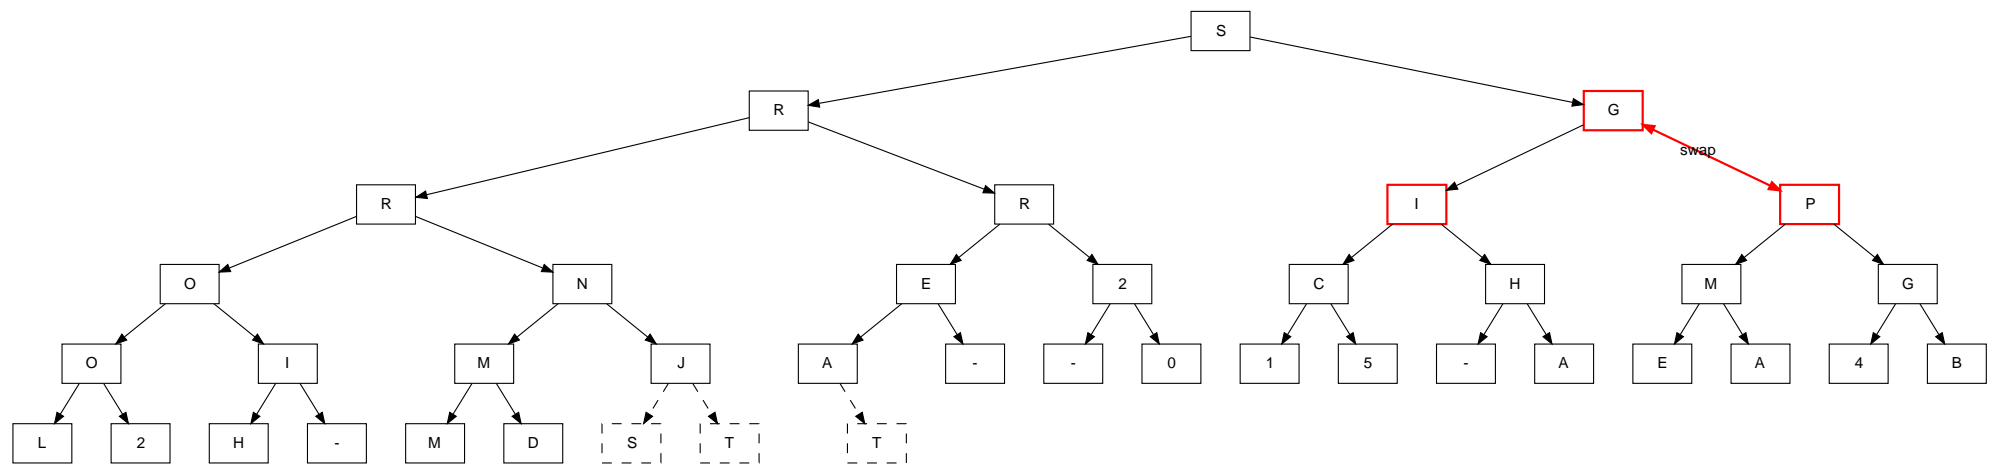 S
R G
swap
R R I P
O N E 2 C H M G
O I M J A - - 0 1 5 - A E A 4 B
L 2 H - M D S T T